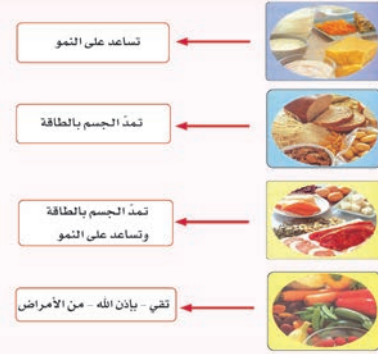 تساعد على النمو
تمدّ الجسم بالطاقة
تمدّ الجسم بالطاقة
وتساعد على النمو
تقي - بإذن الله - من الأمراض